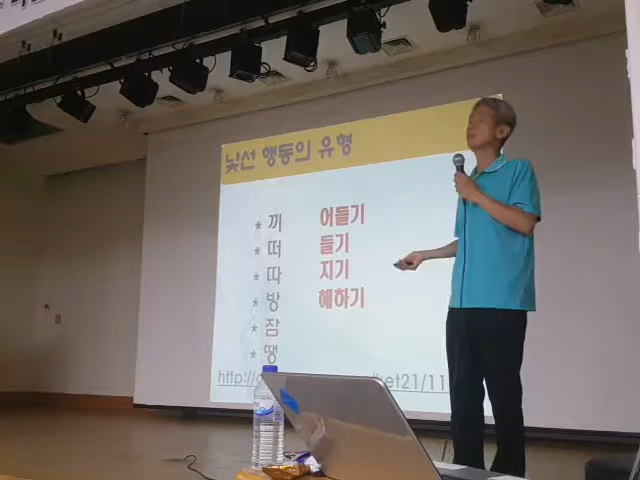 낯선 행동의 유형
* 끼 어들기
* 떠 들기
* 따 지기
* 방 해하기
* 잠
* 땡
http:// /ket21/11